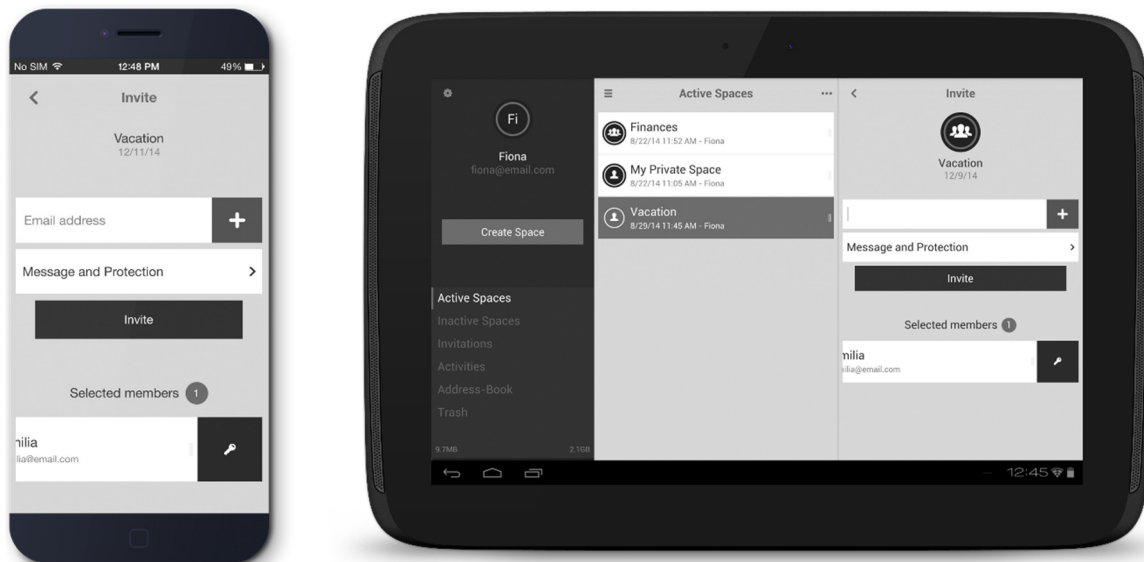 No SIM 12:48 PM 49%
Invite
Vacation
12/11/14
Email address
Message and Protection
Invite
Selected members 1
nilia
lia@email.com
Fi
Fiona
fiona@email.com
Create Space
Active Spaces
Inactive Spaces
Invitations
Activities
Address-Book
Trash
9.7MB 2.1GB
Active Spaces
Finances
8/22/14 11:52 AM - Fiona
My Private Space
8/22/14 11:05 AM - Fiona
Vacation
8/29/14 11:45 AM - Fiona
Invite
Vacation
12/9/14
Message and Protection
Invite
Selected members 1
milia
ilia@email.com
12:45